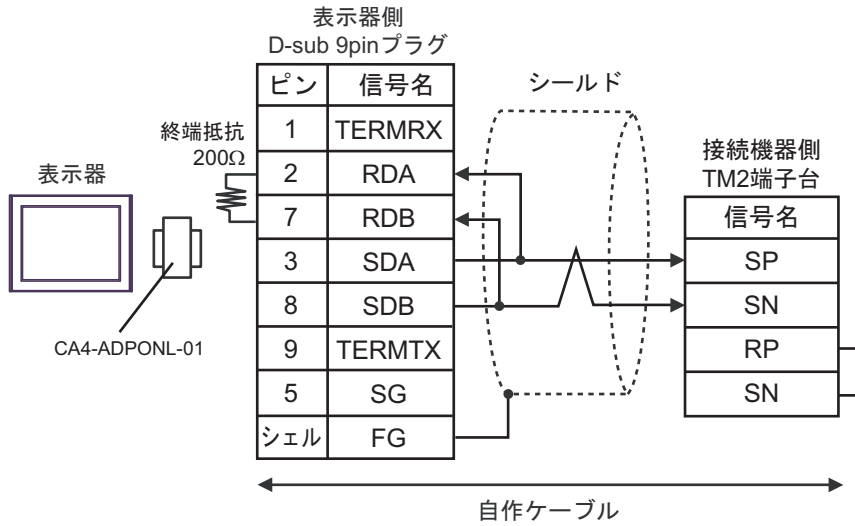 表示器側
D-sub 9pinプラグ
ピン 信号名
1 TERMRX
2 RDA
7 RDB
3 SDA
8 SDB
9 TERMTX
5 SG
シェル FG
終端抵抗
200Ω
表示器
CA4-ADPONL-01
シールド
接続機器側
TM2端子台
信号名
SP
SN
RP
SN
自作ケーブル